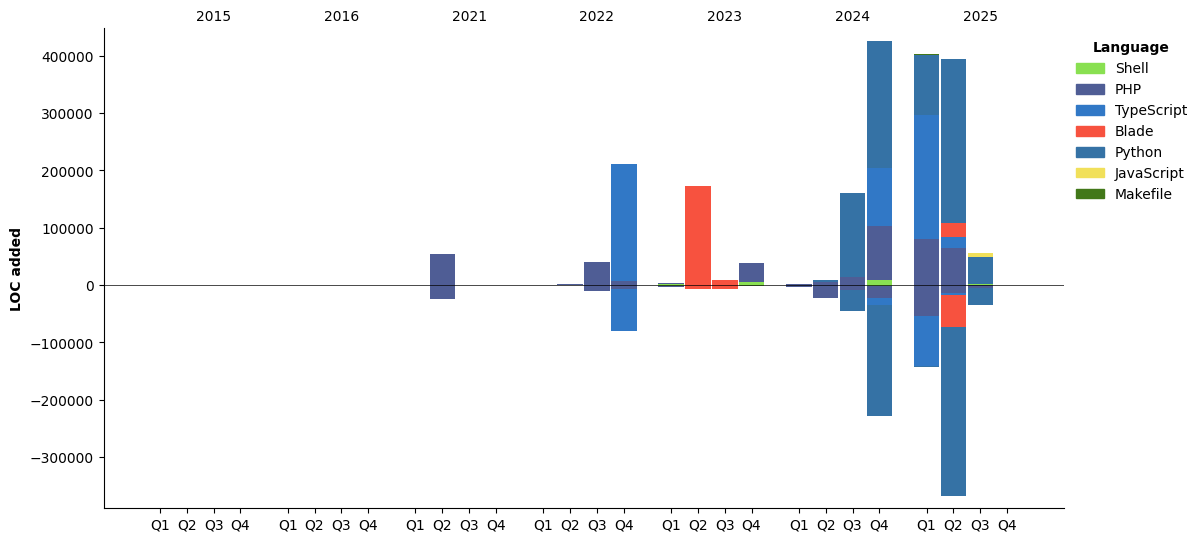 2015 2016 2021 2022 2023 2024 2025
LOC added
400000
300000
200000
100000
0
−100000
−200000
−300000
Q1 Q2 Q3 Q4 Q1 Q2 Q3 Q4 Q1 Q2 Q3 Q4 Q1 Q2 Q3 Q4 Q1 Q2 Q3 Q4 Q1 Q2 Q3 Q4 Q1 Q2 Q3 Q4
Language
Shell
PHP
TypeScript
Blade
Python
JavaScript
Makefile